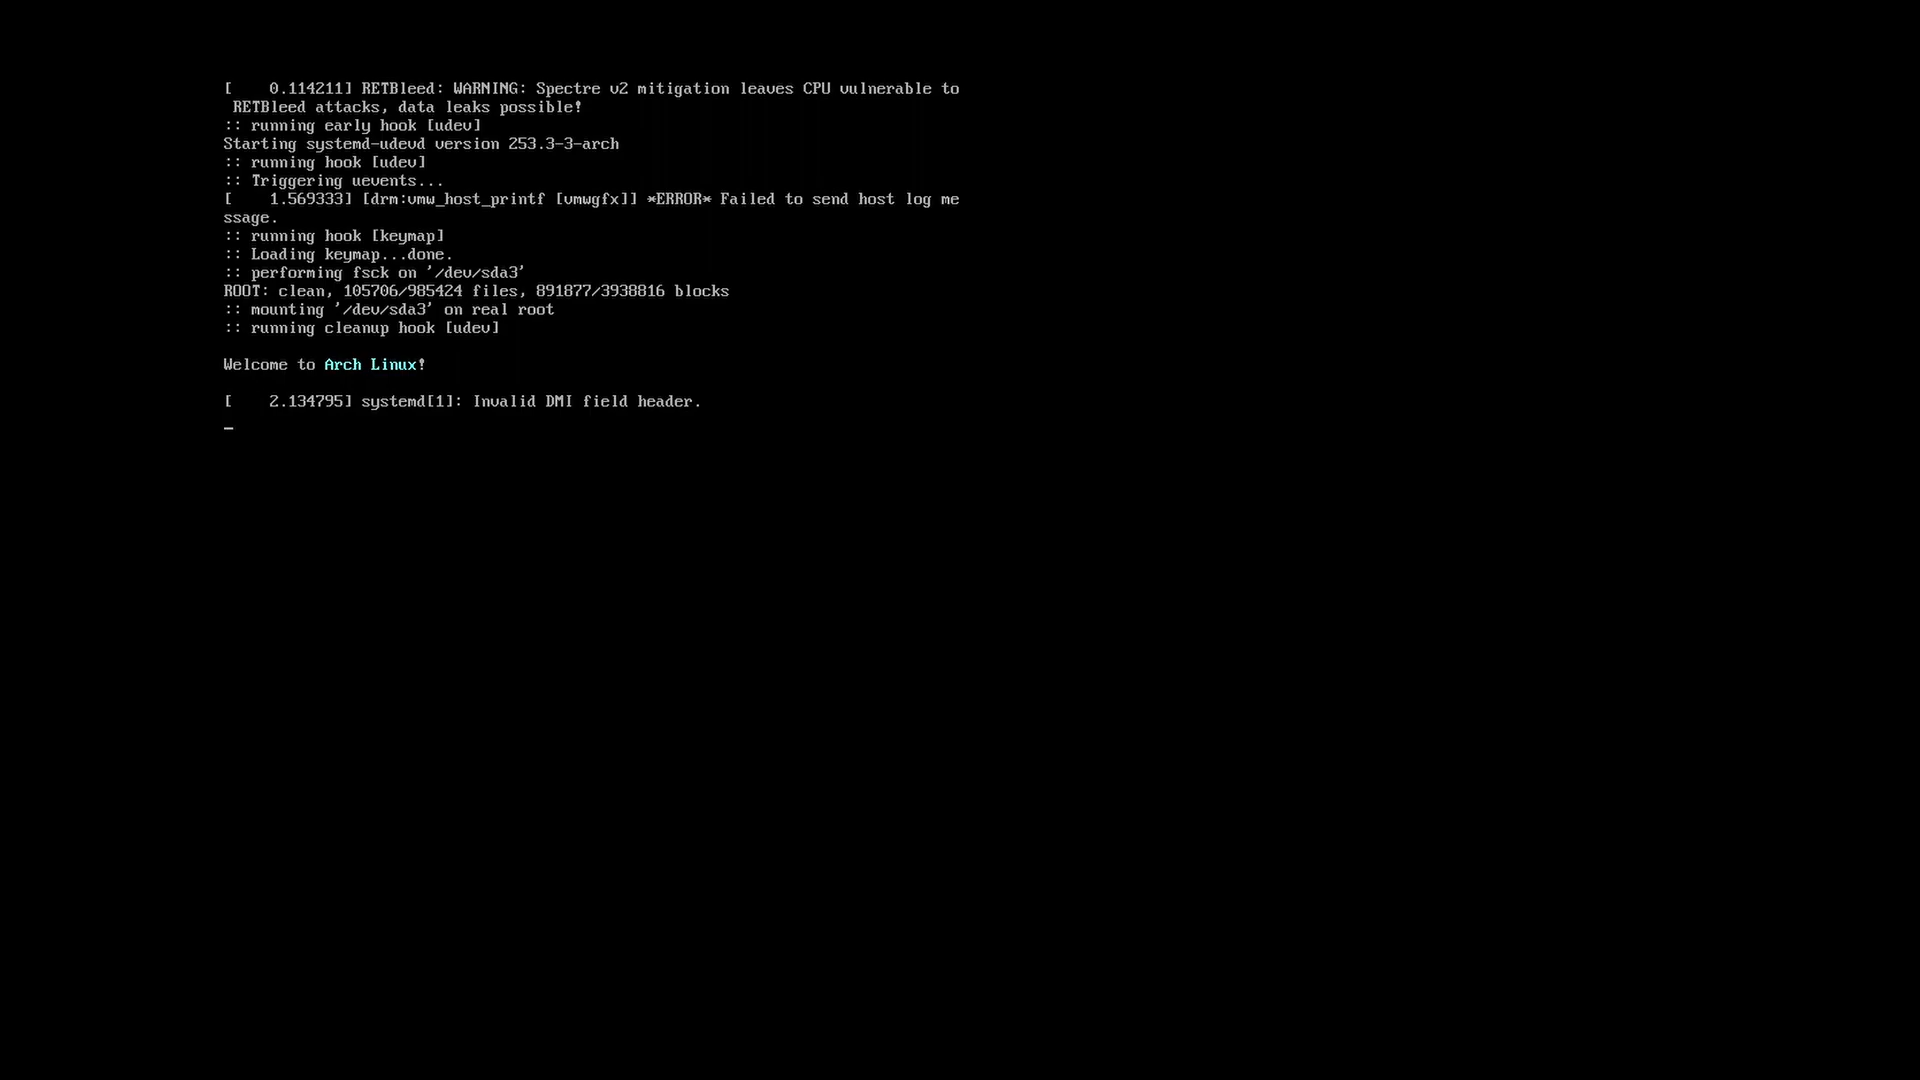 [    0.114211] RETBleed: WARNING: Spectre v2 mitigation leaves CPU vulnerable to
 RETBleed attacks, data leaks possible!
:: running early hook [udev]
Starting systemd-udevd version 253.3-3-arch
:: running hook [udev]
:: Triggering uevents...
[    1.569333] [drm:vmw_host_printf [vmwgfx]] *ERROR* Failed to send host log me
ssage.
:: running hook [keymap]
:: Loading keymap...done.
:: performing fsck on '/dev/sda3'
ROOT: clean, 105706/985424 files, 891877/3938816 blocks
:: mounting '/dev/sda3' on real root
:: running cleanup hook [udev]

Welcome to Arch Linux!

[    2.134795] systemd[1]: Invalid DMI field header.
_